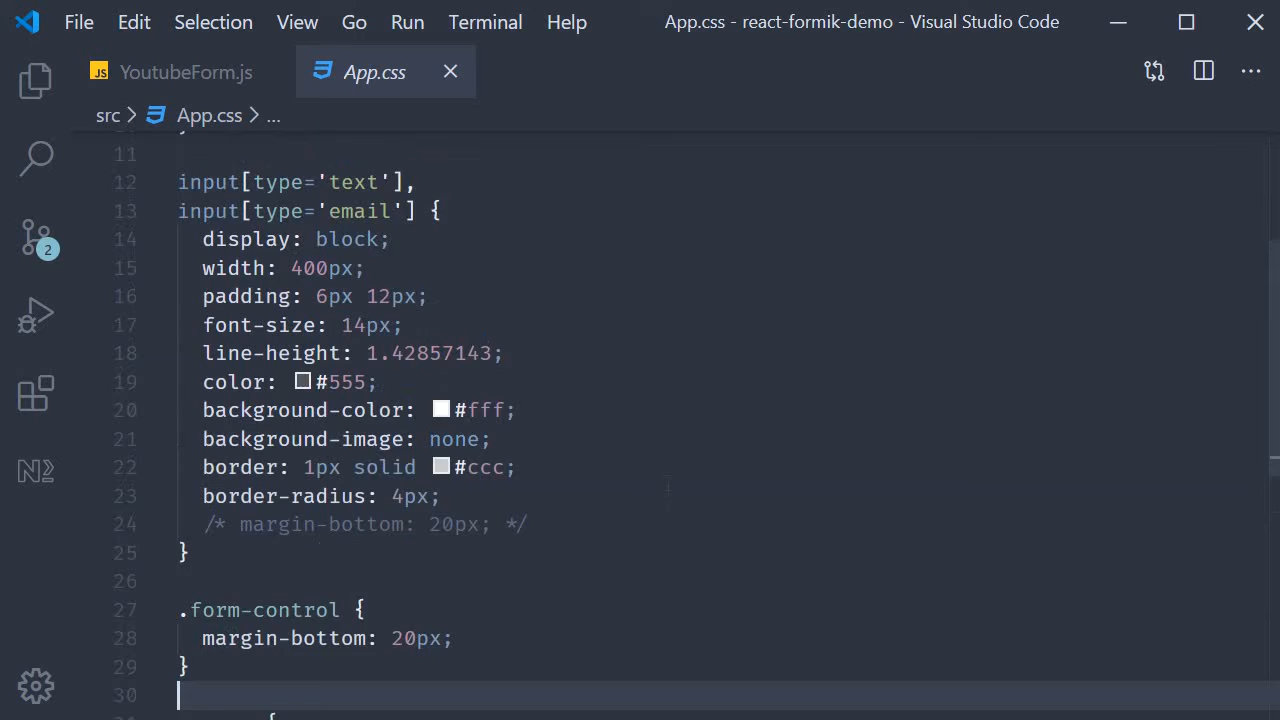 File Edit Selection View Go Run Terminal Help App.css - react-formik-demo - Visual Studio Code
JS YoutubeForm.js App.css
src > App.css > ...
11
12 input[type='text'],
13 input[type='email'] {
14 display: block;
15 width: 400px;
16 padding: 6px 12px;
17 font-size: 14px;
18 line-height: 1.42857143;
19 color: #555;
20 background-color: #fff;
21 background-image: none;
22 border: 1px solid #ccc;
23 border-radius: 4px;
24 /* margin-bottom: 20px; */
25 }
26
27 .form-control {
28 margin-bottom: 20px;
29 }
30
2